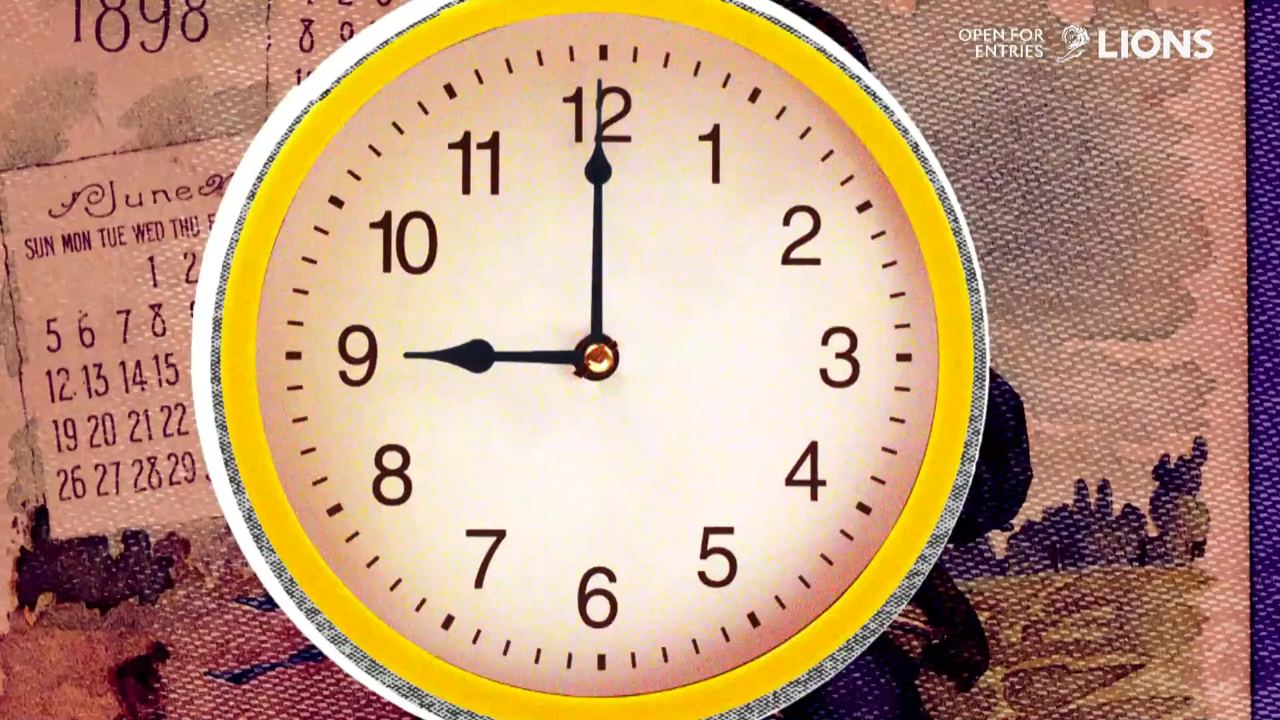 1898
OPEN FOR
ENTRIES
LIONS
June
SUN MON TUE WED THU
1 2
5 6 7 8
12 13 14 15
19 20 21 22
26 27 28 29
8 9
12
1
2
3
4
5
6
7
8
9
10
11